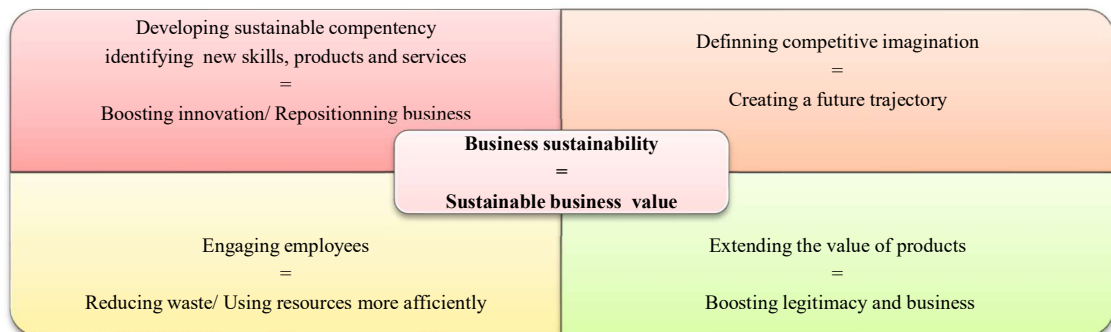 Developing sustainable compentency
identifying new skills, products and services
=
Boosting innovation/ Repositionning business
Definning competitive imagination
=
Creating a future trajectory
Business sustainability
=
Sustainable business value
Engaging employees
=
Reducing waste/ Using resources more afficiently
Extending the value of products
=
Boosting legitimacy and business